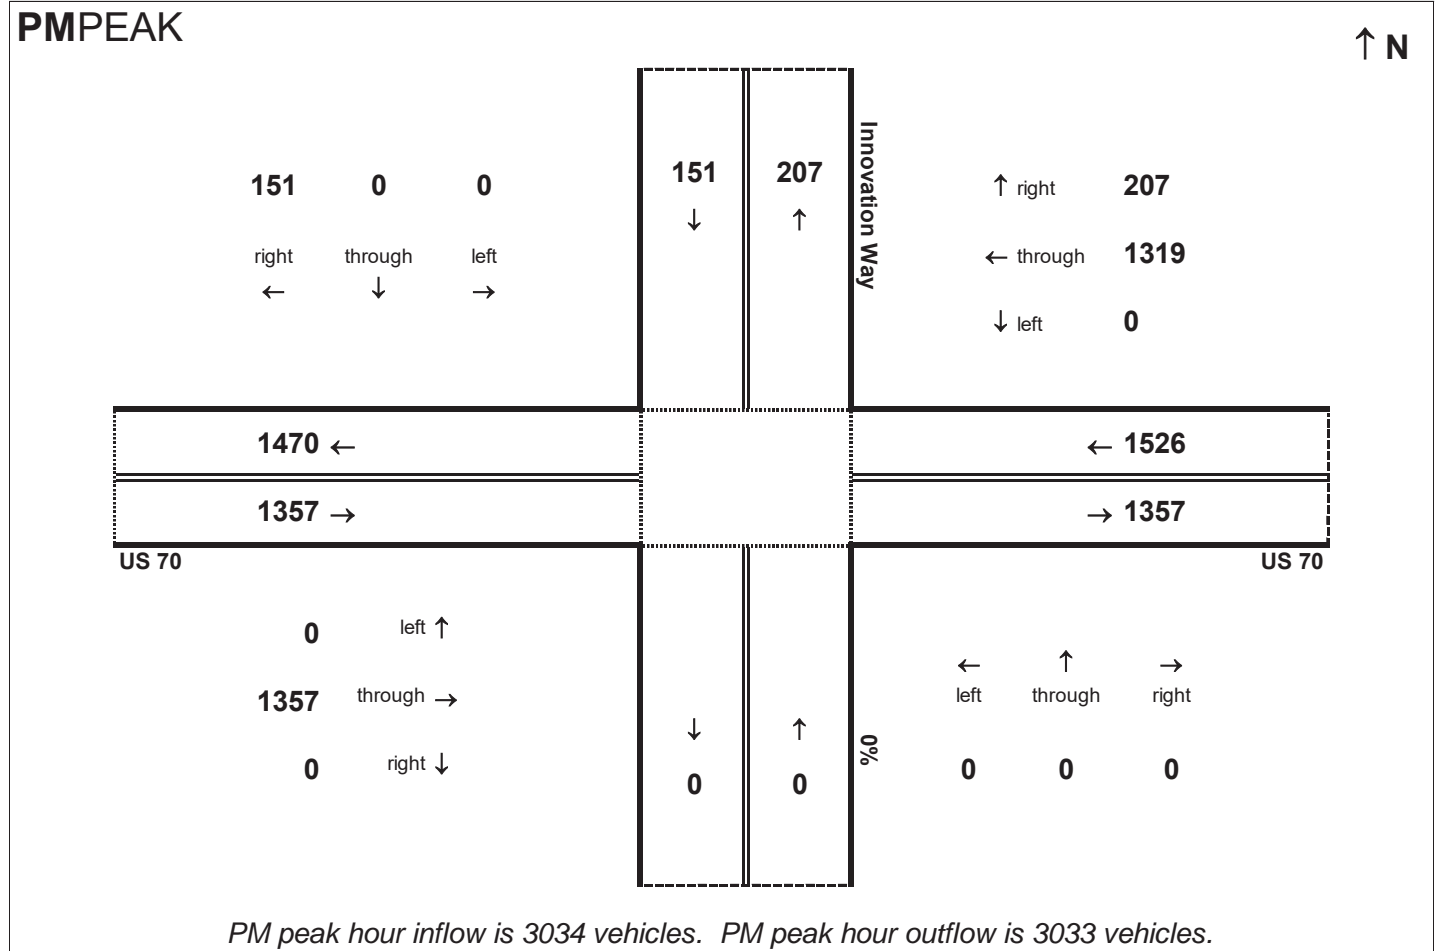 PMPEAK
↑ N
151 207
Innovation Way
151 0 0
right through left
↓ ↑
← ↓ →
↑ right 207
← through 1319
↓ left 0
1470 ←
← 1526
1357 →
→ 1357
US 70
US 70
0 left ↑
1357 through →
0 right ↓
← ↑ →
left through right
0 0 0
↓ ↑
0 0
0%
PM peak hour inflow is 3034 vehicles. PM peak hour outflow is 3033 vehicles.